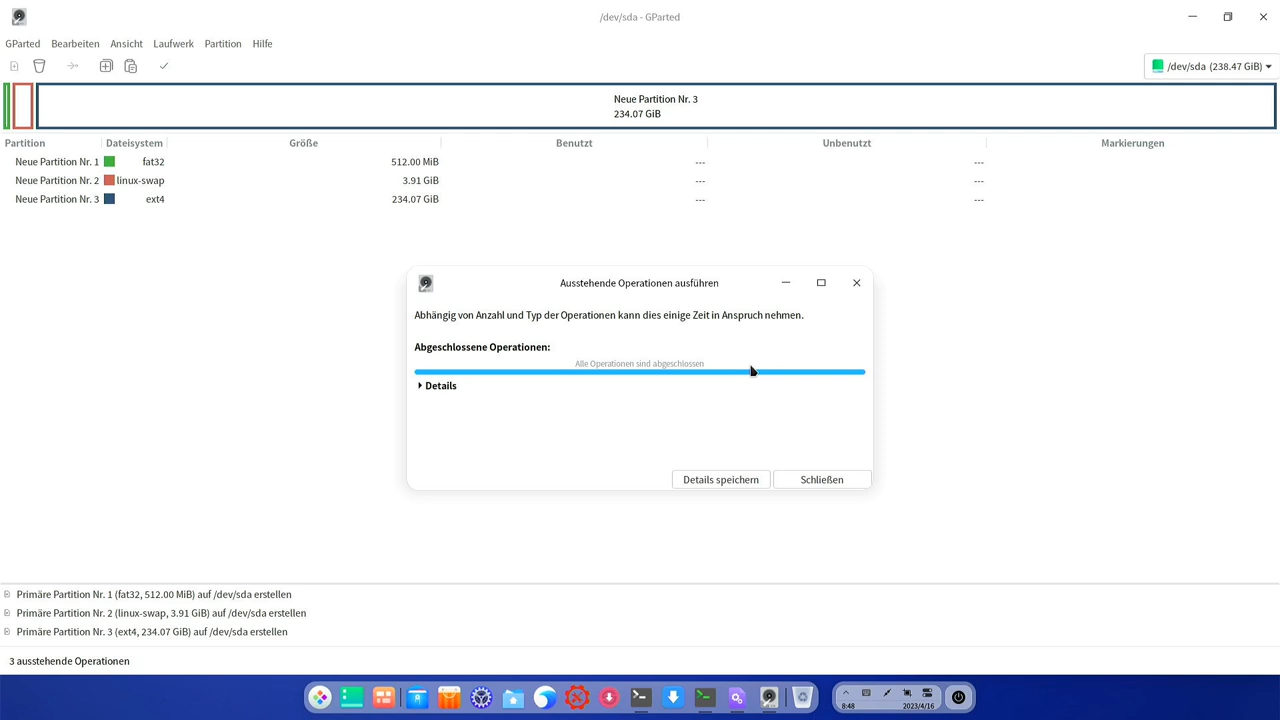 /dev/sda - GParted
GParted Bearbeiten Ansicht Laufwerk Partition Hilfe
/dev/sda (238.47 GiB)
Neue Partition Nr. 3
234.07 GiB
Partition Dateisystem Größe Benutzt Unbenutzt Markierungen
Neue Partition Nr. 1 fat32 512.00 MiB --- ---
Neue Partition Nr. 2 linux-swap 3.91 GiB --- ---
Neue Partition Nr. 3 ext4 234.07 GiB --- ---
Ausstehende Operationen ausführen
Abhängig von Anzahl und Typ der Operationen kann dies einige Zeit in Anspruch nehmen.
Abgeschlossene Operationen:
Alle Operationen sind abgeschlossen
Details
Details speichern Schließen
Primäre Partition Nr. 1 (fat32, 512.00 MiB) auf /dev/sda erstellen
Primäre Partition Nr. 2 (linux-swap, 3.91 GiB) auf /dev/sda erstellen
Primäre Partition Nr. 3 (ext4, 234.07 GiB) auf /dev/sda erstellen
3 ausstehende Operationen
8:48 2023/4/16